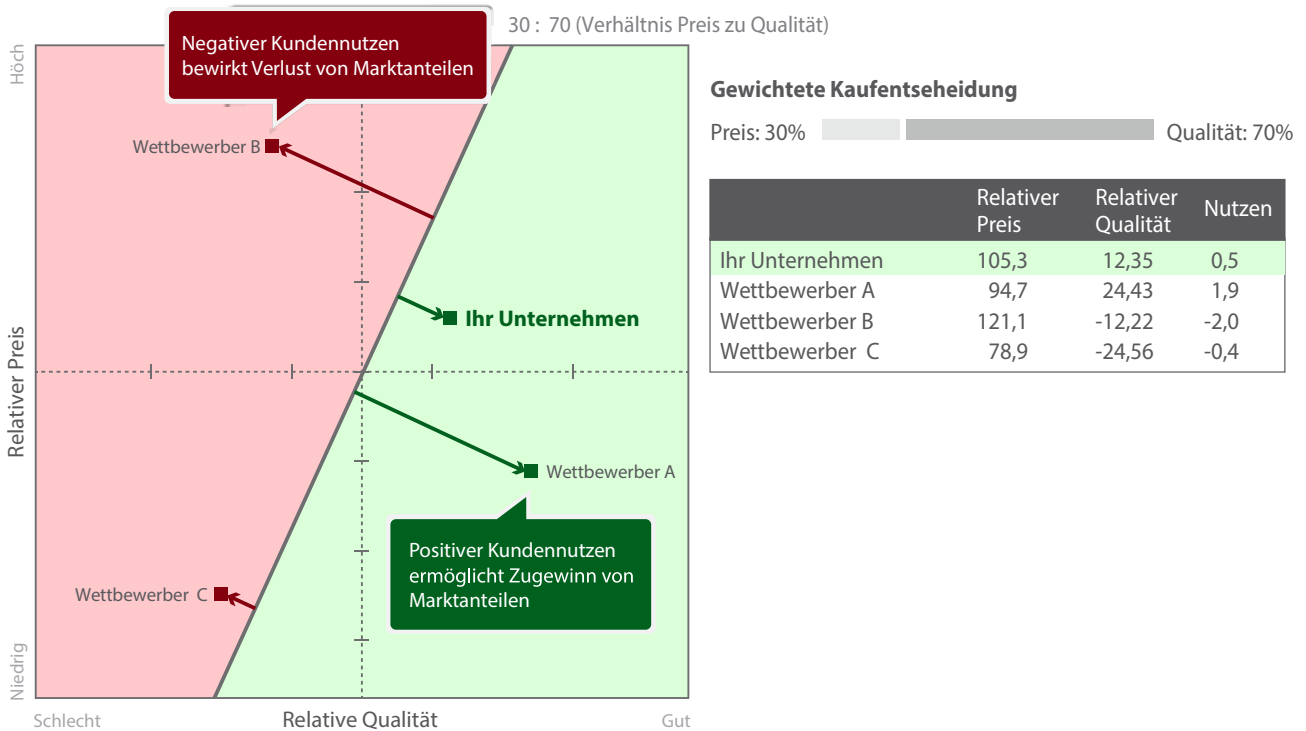 30 : 70 (Verhältnis Preis zu Qualität)
Negativer Kundennutzen
bewirkt Verlust von Marktanteilen
Höch
Wettbewerber B
Ihr Unternehmen
Relativer Preis
Wettbewerber A
Positiver Kundennutzen
ermöglicht Zugewinn von
Marktanteilen
Wettbewerber C
Niedrig
Schlecht
Relative Qualität
Gut
Gewichtete Kaufentseheidung
Preis: 30%
Qualität: 70%
Relativer Preis Relativer Qualität Nutzen
Ihr Unternehmen 105,3 12,35 0,5
Wettbewerber A 94,7 24,43 1,9
Wettbewerber B 121,1 -12,22 -2,0
Wettbewerber C 78,9 -24,56 -0,4